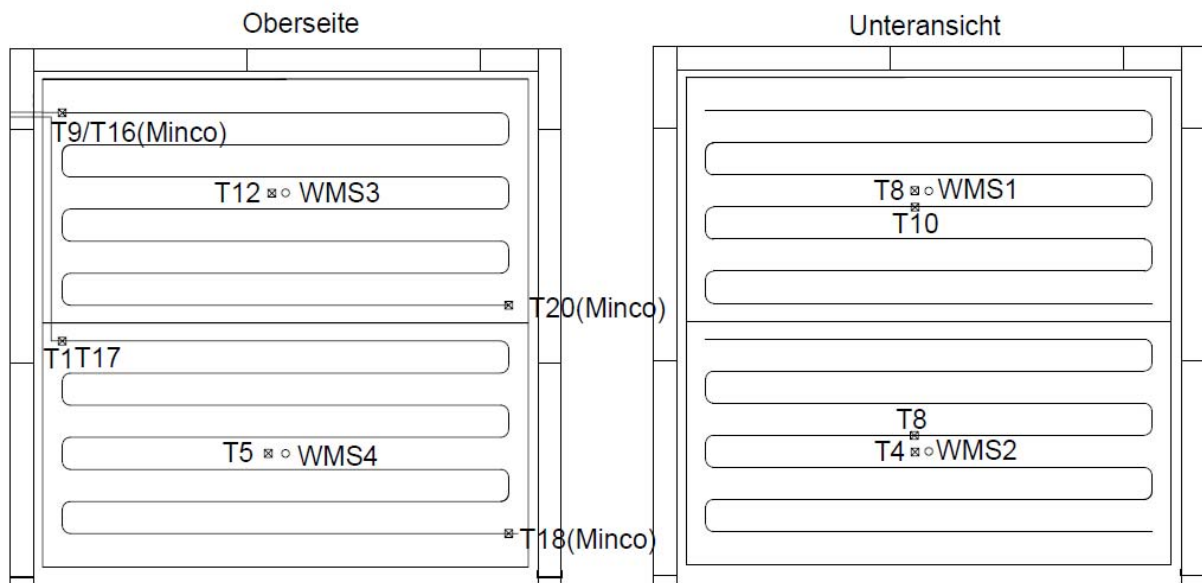 Oberseite
T9/T16(Minco)
T12 WMS3
T20(Minco)
T1T17
T5 WMS4
T18(Minco)
Unteransicht
T8 WMS1
T10
T8
T4 WMS2